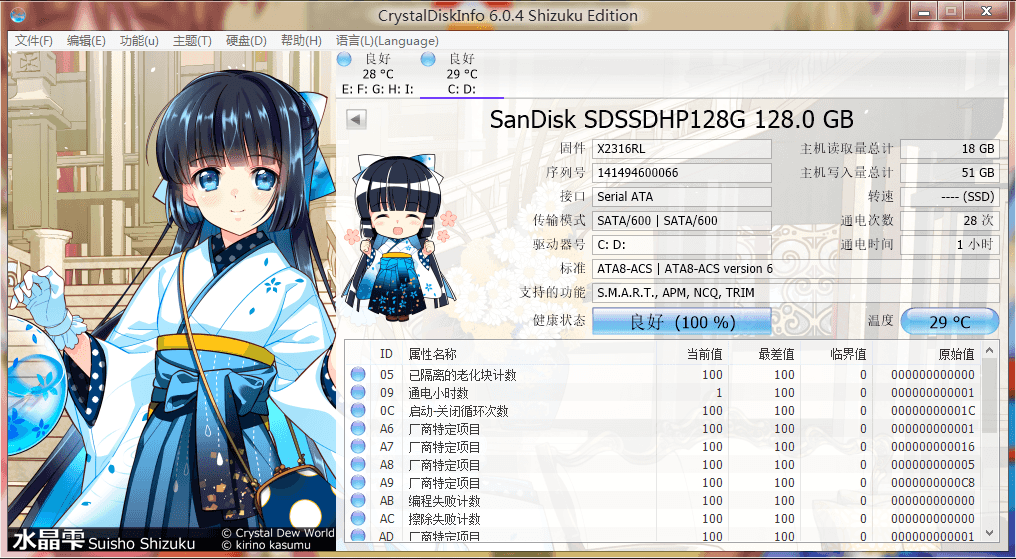 CrystalDiskInfo 6.0.4 Shizuku Edition
文件(F) 编辑(E) 功能(u) 主题(T) 硬盘(D) 帮助(H) 语言(L)(Language)
良好 良好
28 °C 29 °C
E: F: G: H: I: C: D:
SanDisk SDSSDHP128G 128.0 GB
固件 X2316RL 主机读取量总计 18 GB
序列号 141494600066 主机写入量总计 51 GB
接口 Serial ATA 转速 ---- (SSD)
传输模式 SATA/600 | SATA/600 通电次数 28 次
驱动器号 C: D: 通电时间 1 小时
标准 ATA8-ACS | ATA8-ACS version 6
支持的功能 S.M.A.R.T., APM, NCQ, TRIM
健康状态 良好 (100 %) 温度 29 °C
ID 属性名称 当前值 最差值 临界值 原始值
05 已隔离的老化块计数 100 100 0 000000000000
09 通电小时数 1 100 0 000000000001
0C 启动-关闭循环次数 100 100 0 00000000001C
A6 厂商特定项目 100 100 0 000000000001
A7 厂商特定项目 100 100 0 000000000016
A8 厂商特定项目 100 100 0 000000000005
A9 厂商特定项目 100 100 0 0000000000C8
AB 编程失败计数 100 100 0 000000000000
AC 擦除失败计数 100 100 0 000000000000
AD 厂商特定项目 100 100 0 000000000001
水晶雫 Suisho Shizuku
© Crystal Dew World
© kirino kasumu